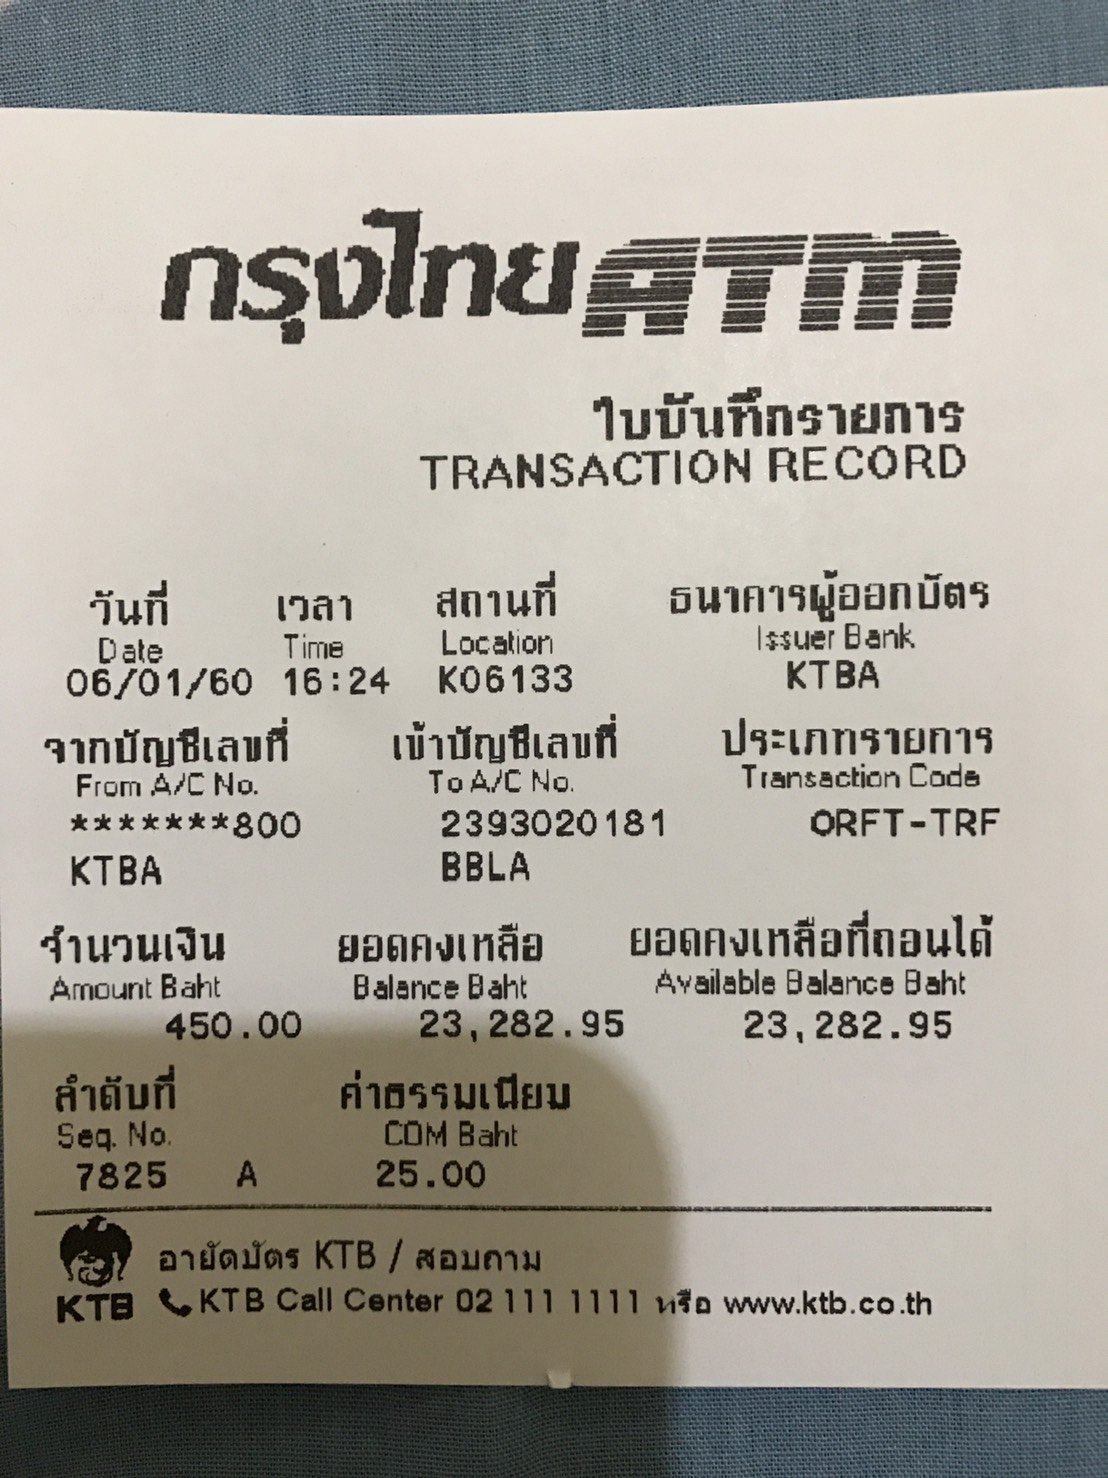 กรุงไทย ATM
ใบบันทึกรายการ
TRANSACTION RECORD
วันที่ เวลา สถานที่ ธนาคารผู้ออกบัตร
Date Time Location Issuer Bank
06/01/60 16:24 K06133 KTBA
จากบัญชีเลขที่ เข้าบัญชีเลขที่ ประเภทรายการ
From A/C No. To A/C No. Transaction Code
*******800 2393020181 ORFT-TRF
KTBA BBLA
จำนวนเงิน ยอดคงเหลือ ยอดคงเหลือที่ถอนได้
Amount Baht Balance Baht Available Balance Baht
450.00 23,282.95 23,282.95
ลำดับที่ ค่าธรรมเนียม
Seq. No. COM Baht
7825 A 25.00
อายัดบัตร KTB / สอบถาม
KTB KTB Call Center 02 111 1111 หรือ www.ktb.co.th